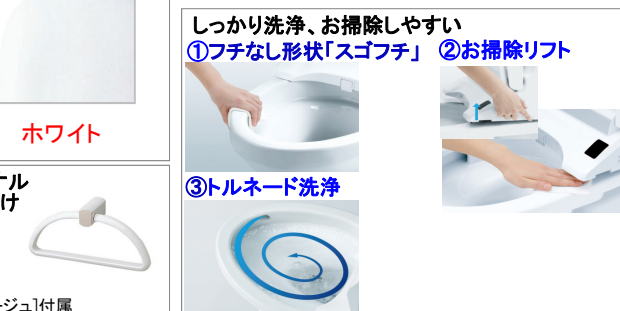 ホワイト
ナル
け
ージュ]付属
しっかり洗浄、お掃除しやすい
①フチなし形状「スゴフチ」 ②お掃除リフト
③トルネード洗浄